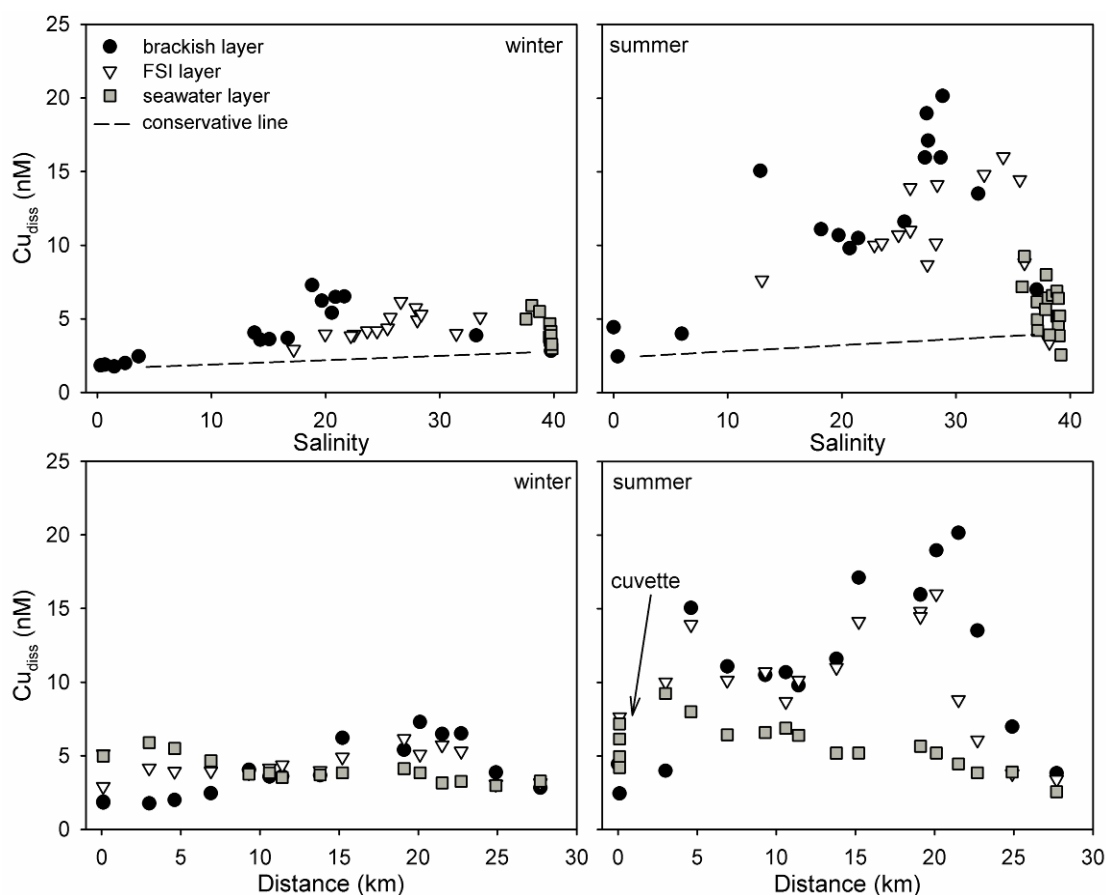 25
20
15
10
5
0
Cu_diss (nM)
brackish layer
FSI layer
seawater layer
conservative line
winter
0 10 20 30 40
Salinity
summer
0 10 20 30 40
Salinity
25
20
15
10
5
0
Cu_diss (nM)
winter
0 5 10 15 20 25 30
Distance (km)
summer
cuvette
0 5 10 15 20 25 30
Distance (km)